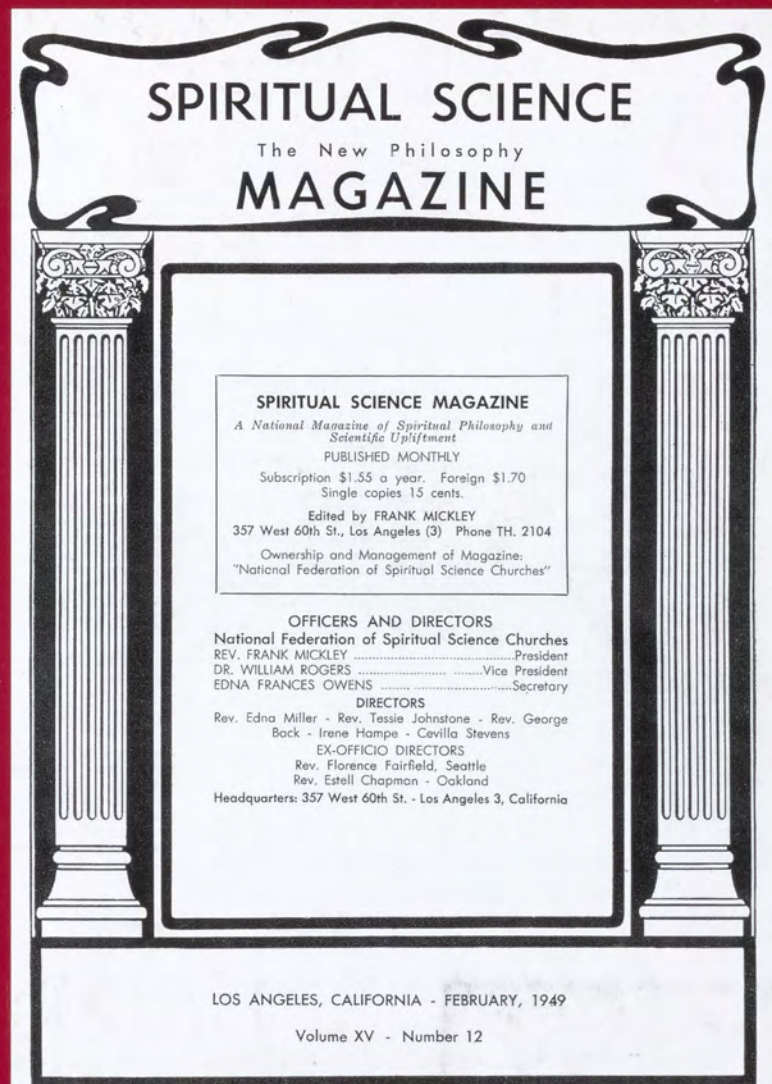 SPIRITUAL SCIENCE
The New Philosophy
MAGAZINE
SPIRITUAL SCIENCE MAGAZINE
A National Magazine of Spiritual Philosophy and
Scientific Upliftment
PUBLISHED MONTHLY
Subscription $1.55 a year. Foreign $1.70
Single copies 15 cents.
Edited by FRANK MICKLEY
357 West 60th St., Los Angeles (3) Phone TH. 2104
Ownership and Management of Magazine:
"National Federation of Spiritual Science Churches"
OFFICERS AND DIRECTORS
National Federation of Spiritual Science Churches
REV. FRANK MICKLEY ........................................President
DR. WILLIAM ROGERS ...................... ........Vice President
EDNA FRANCES OWENS ........ ........................Secretary
DIRECTORS
Rev. Edna Miller - Rev. Tessie Johnstone - Rev. George
Bock - Irene Hampe - Cevilla Stevens
EX-OFFICIO DIRECTORS
Rev. Florence Fairfield, Seattle
Rev. Estell Chapman - Oakland
Headquarters: 357 West 60th St. - Los Angeles 3, California
LOS ANGELES, CALIFORNIA - FEBRUARY, 1949
Volume XV - Number 12